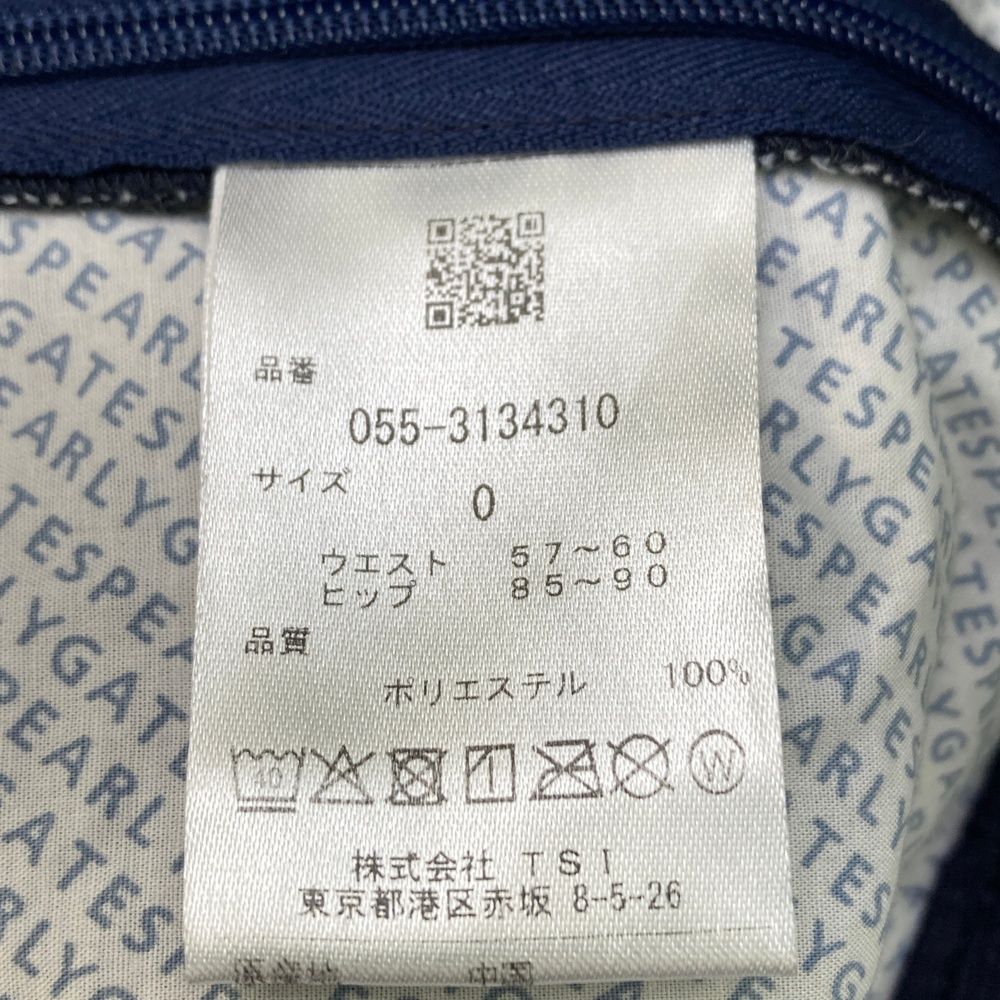 品番
055-3134310
サイズ
0
ウエスト 57～60
ヒップ 85～90
品質
ポリエステル 100%
40
W
株式会社 TSI
東京都港区赤坂 8-5-26
PEARLYGATES